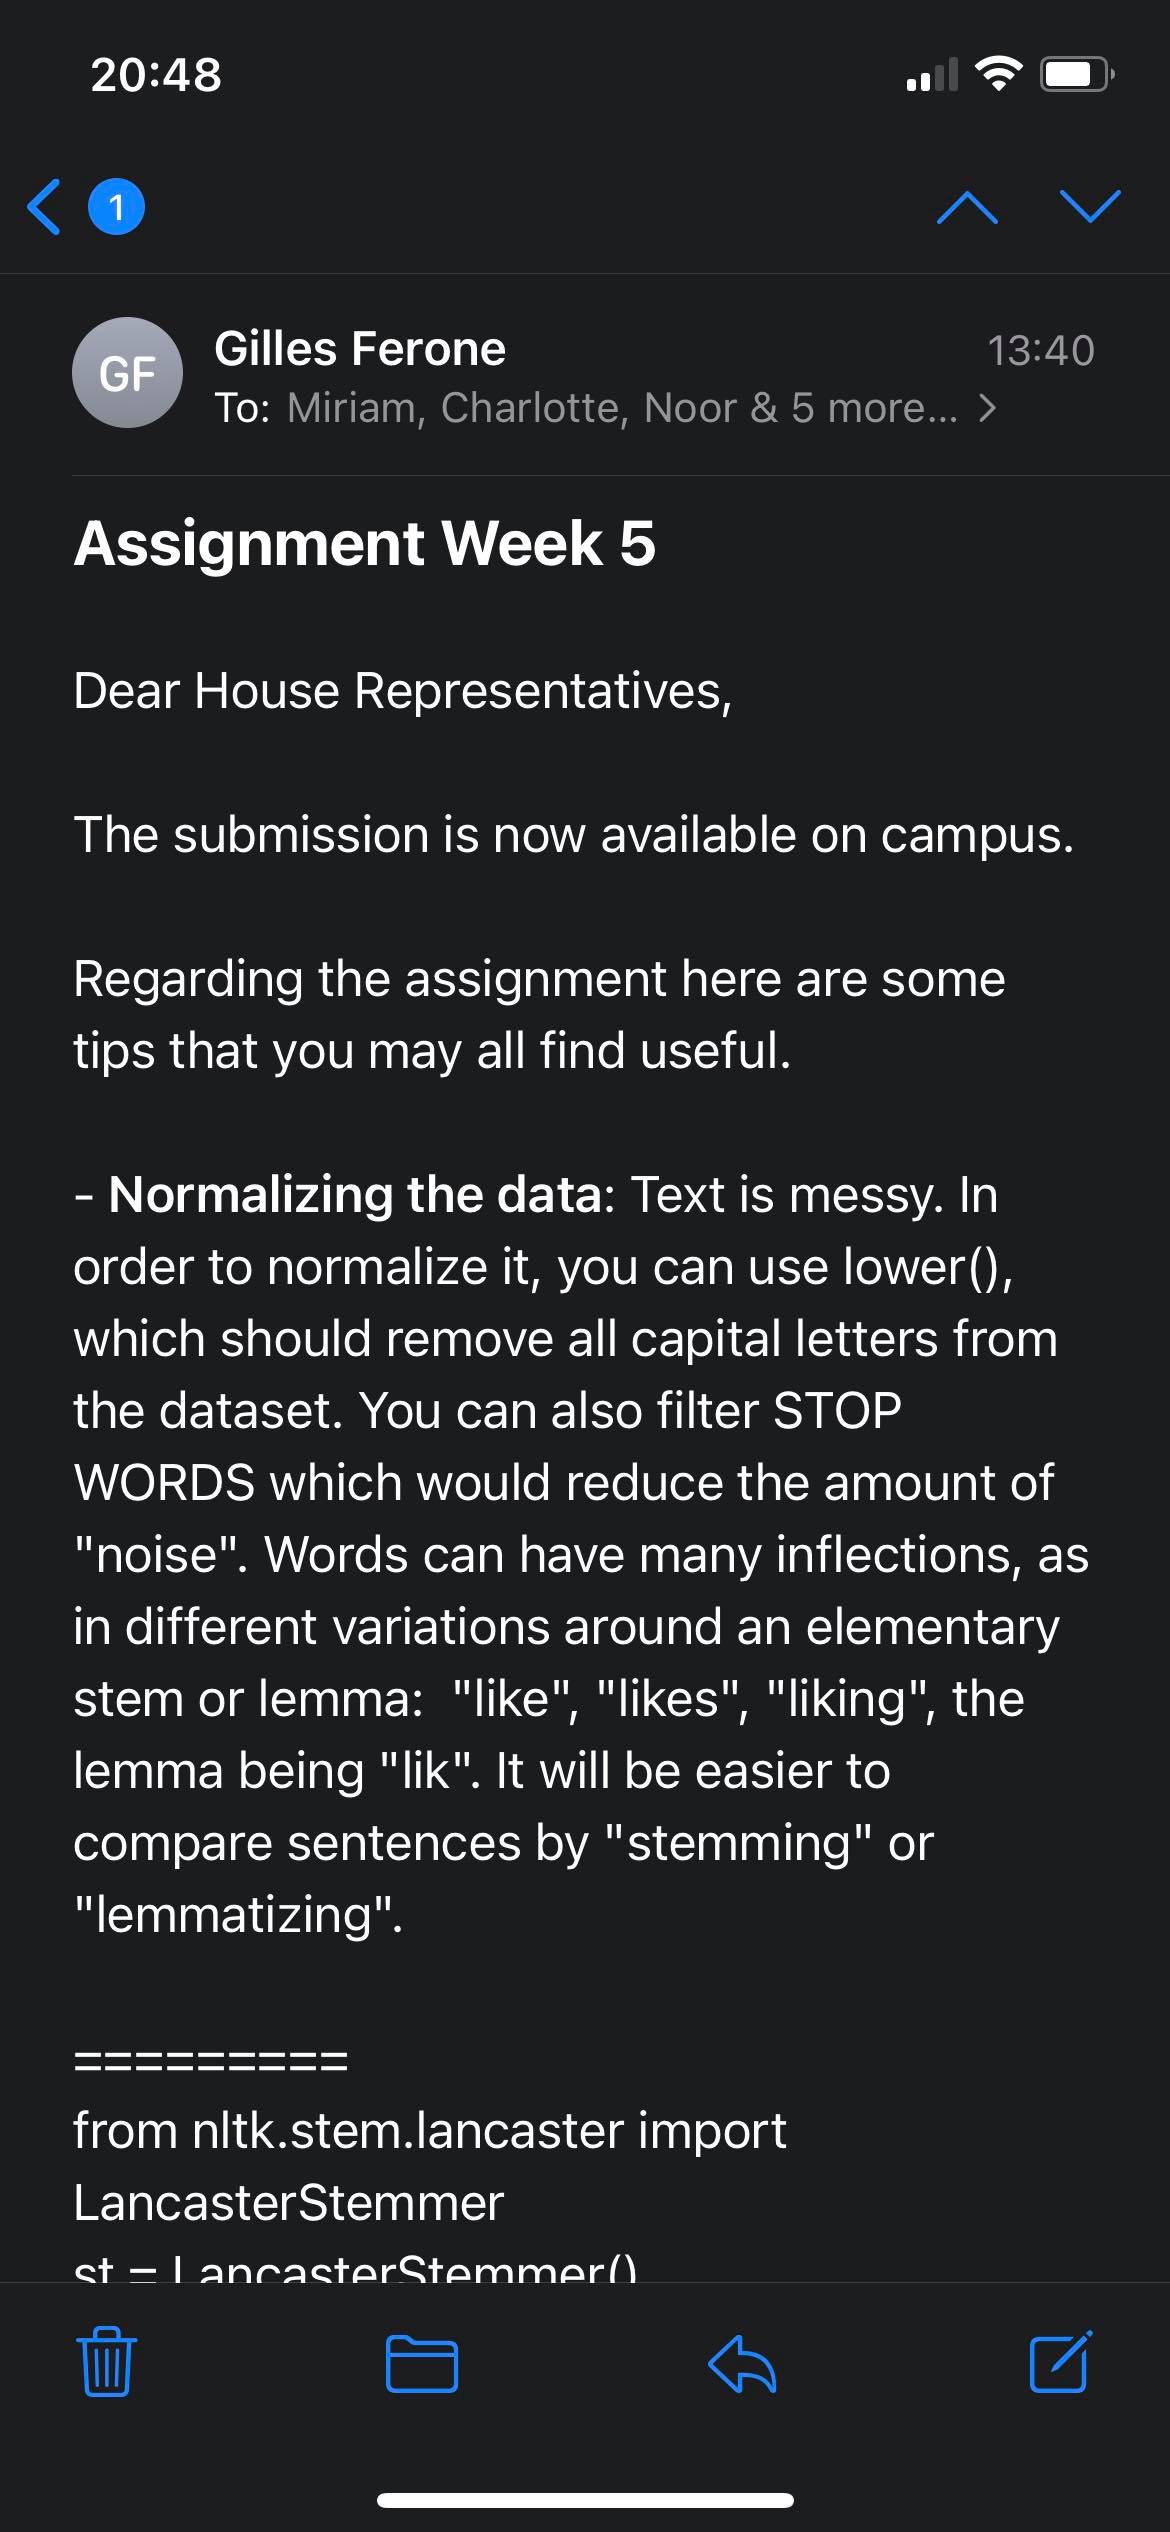 20:48
1
GF
Gilles Ferone
13:40
To: Miriam, Charlotte, Noor & 5 more...
Assignment Week 5
Dear House Representatives,
The submission is now available on campus.
Regarding the assignment here are some
tips that you may all find useful.
- Normalizing the data: Text is messy. In
order to normalize it, you can use lower(),
which should remove all capital letters from
the dataset. You can also filter STOP
WORDS which would reduce the amount of
"noise". Words can have many inflections, as
in different variations around an elementary
stem or lemma:  "like", "likes", "liking", the
lemma being "lik". It will be easier to
compare sentences by "stemming" or
"lemmatizing".
=========
from nltk.stem.lancaster import
LancasterStemmer
st = LancasterStemmer()